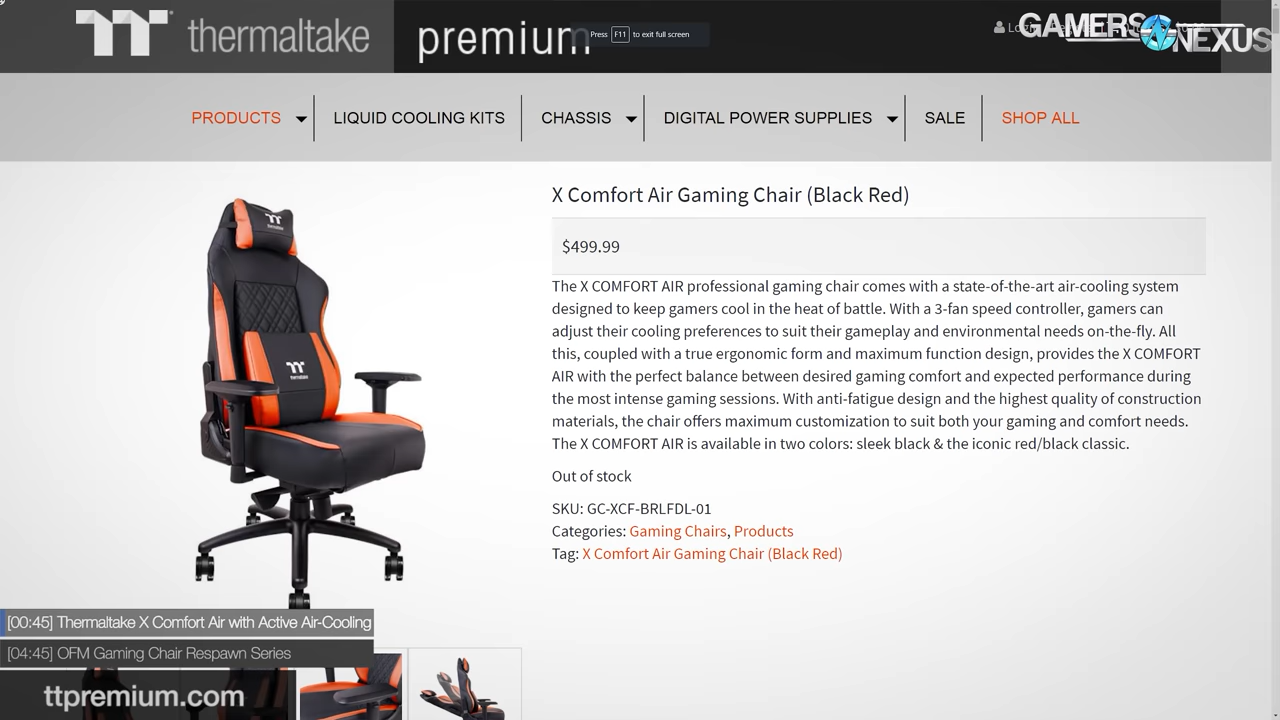 thermaltake
premium
Press F11 to exit full screen
GAMERS
NEXUS
PRODUCTS
LIQUID COOLING KITS
CHASSIS
DIGITAL POWER SUPPLIES
SALE
SHOP ALL
X Comfort Air Gaming Chair (Black Red)
$499.99
The X COMFORT AIR professional gaming chair comes with a state-of-the-art air-cooling system
designed to keep gamers cool in the heat of battle. With a 3-fan speed controller, gamers can
adjust their cooling preferences to suit their gameplay and environmental needs on-the-fly. All
this, coupled with a true ergonomic form and maximum function design, provides the X COMFORT
AIR with the perfect balance between desired gaming comfort and expected performance during
the most intense gaming sessions. With anti-fatigue design and the highest quality of construction
materials, the chair offers maximum customization to suit both your gaming and comfort needs.
The X COMFORT AIR is available in two colors: sleek black & the iconic red/black classic.
Out of stock
SKU: GC-XCF-BRLFDL-01
Categories: Gaming Chairs, Products
Tag: X Comfort Air Gaming Chair (Black Red)
thermaltake
thermaltake
[00:45] Thermaltake X Comfort Air with Active Air-Cooling
[04:45] OFM Gaming Chair Respawn Series
ttpremium.com